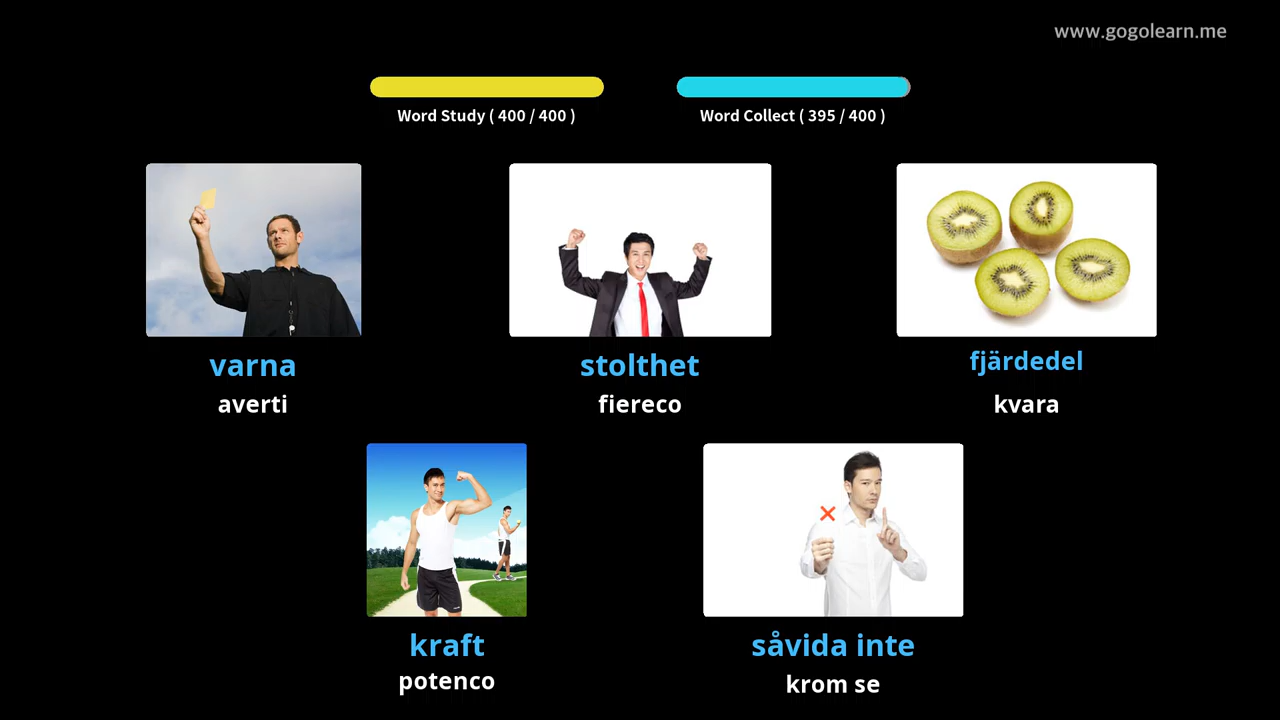 www.gogolearn.me
Word Study ( 400 / 400 )
Word Collect ( 395 / 400 )
varna
averti
stolthet
fiereco
fjärdedel
kvara
kraft
potenco
såvida inte
krom se